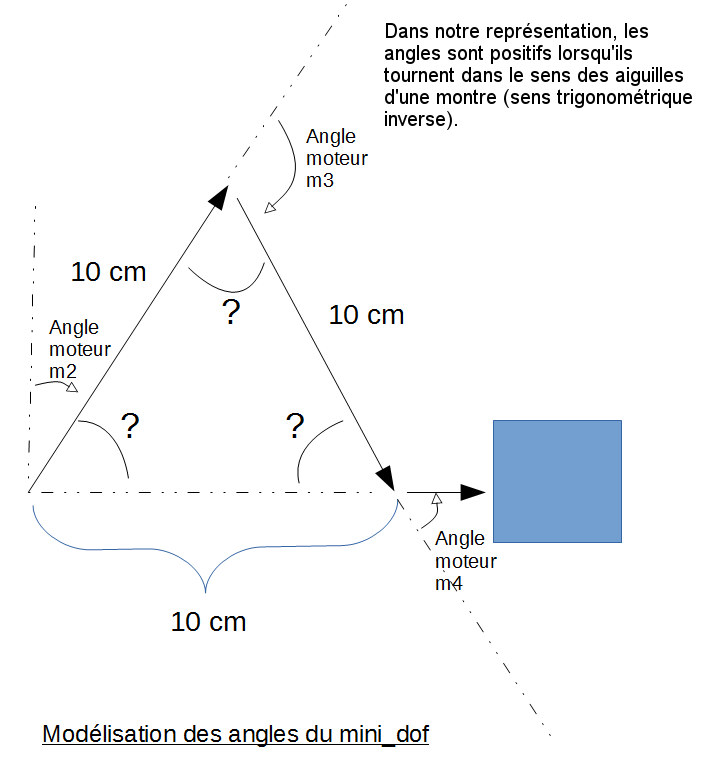 Dans notre représentation, les
angles sont positifs lorsqu'ils
tournent dans le sens des aiguilles
d'une montre (sens trigonométrique
inverse).
Angle
moteur
m3
10 cm
?
10 cm
Angle
moteur
m2
?
?
Angle
moteur
m4
10 cm
Modélisation des angles du mini_dof